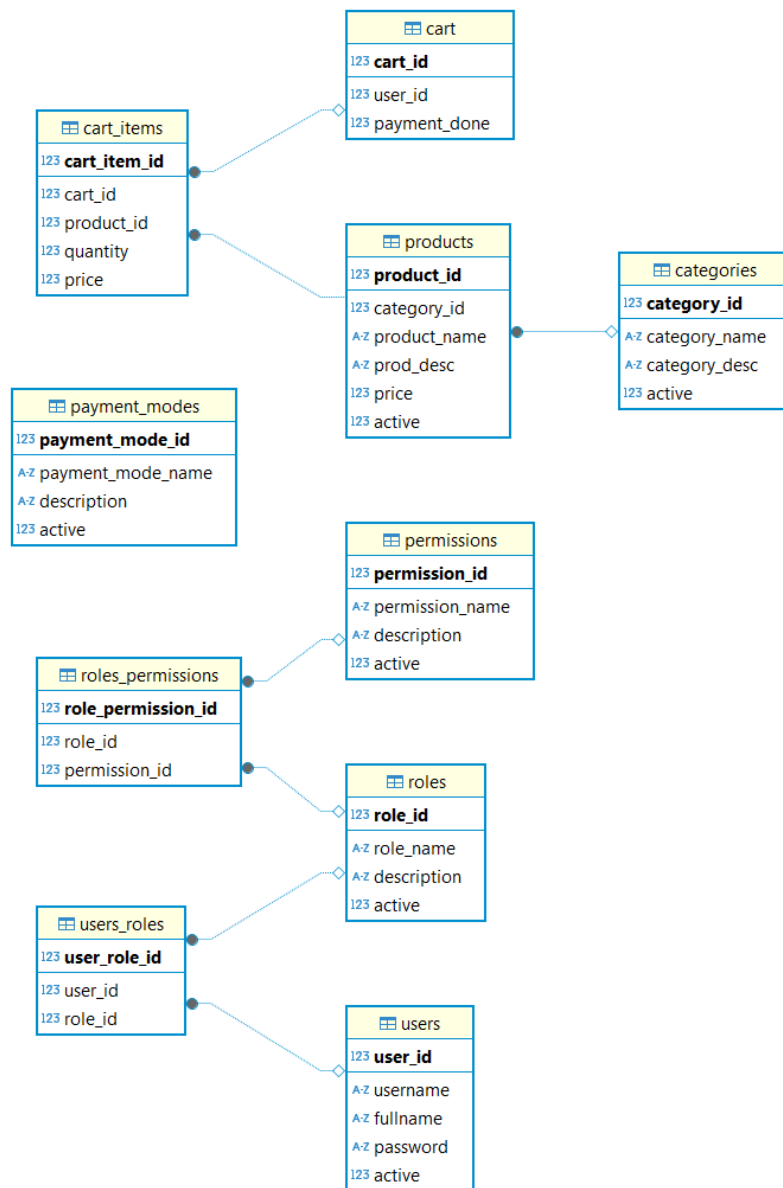 cart
123 cart_id
123 user_id
123 payment_done
cart_items
123 cart_item_id
123 cart_id
123 product_id
123 quantity
123 price
products
123 product_id
123 category_id
A-Z product_name
A-Z prod_desc
123 price
123 active
categories
123 category_id
A-Z category_name
A-Z category_desc
123 active
payment_modes
123 payment_mode_id
A-Z payment_mode_name
A-Z description
123 active
permissions
123 permission_id
A-Z permission_name
A-Z description
123 active
roles_permissions
123 role_permission_id
123 role_id
123 permission_id
roles
123 role_id
A-Z role_name
A-Z description
123 active
users_roles
123 user_role_id
123 user_id
123 role_id
users
123 user_id
A-Z username
A-Z fullname
A-Z password
123 active